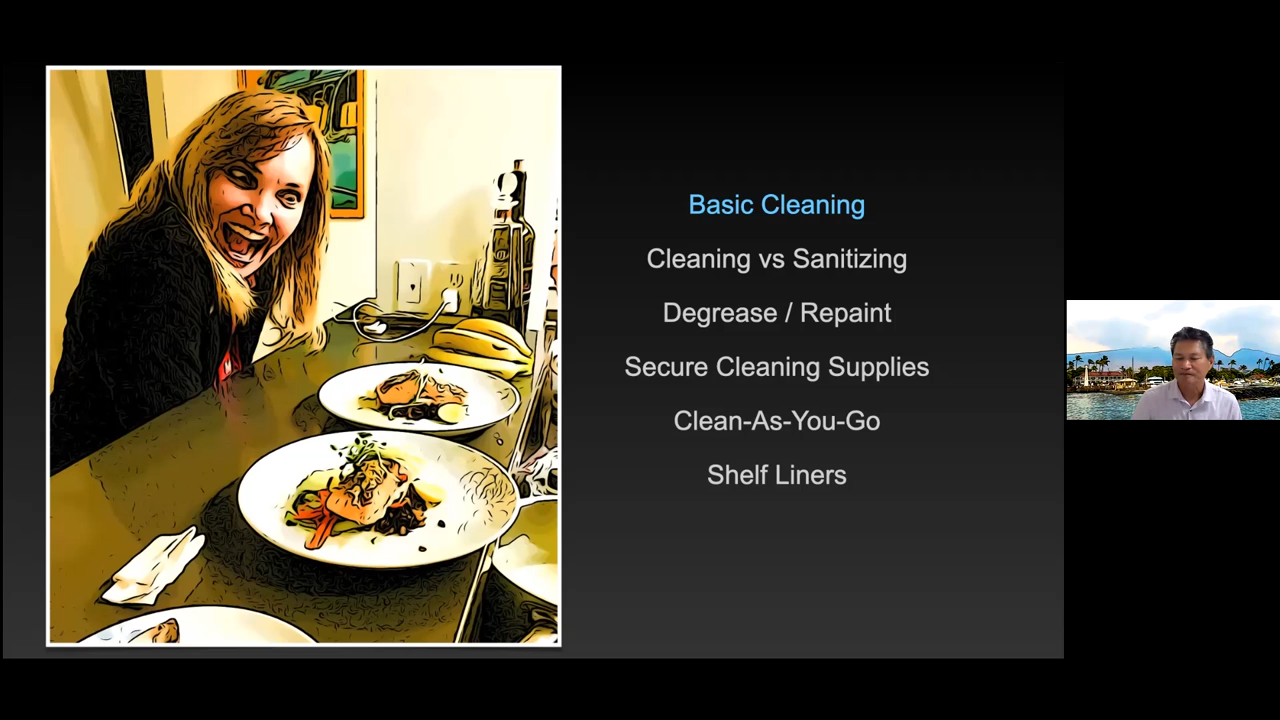 Basic Cleaning
Cleaning vs Sanitizing
Degrease / Repaint
Secure Cleaning Supplies
Clean-As-You-Go
Shelf Liners